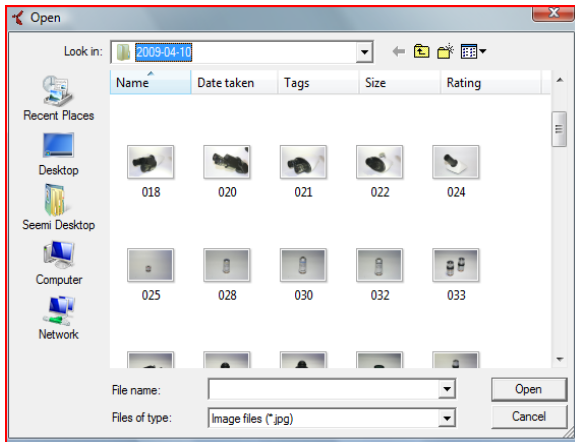 Open
Look in: 2009-04-10
Name Date taken Tags Size Rating
Recent Places
Desktop
Seemi Desktop
Computer
Network
018 020 021 022 024
025 028 030 032 033
File name: Open
Files of type: Image files (*.jpg) Cancel